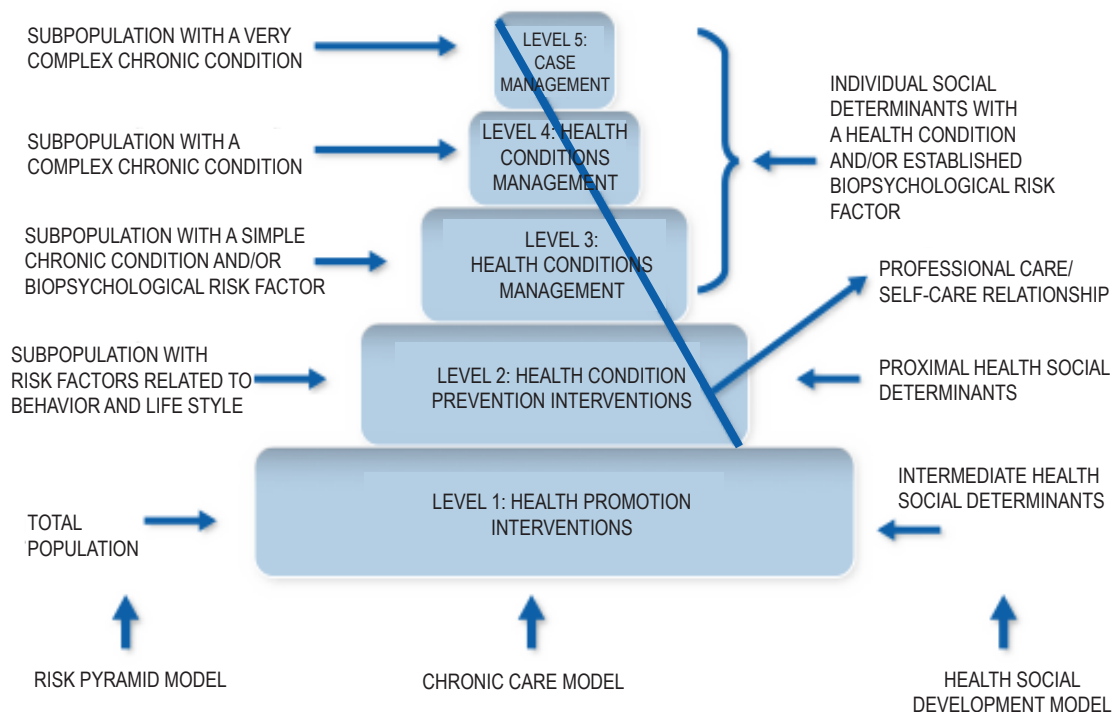 SUBPOPULATION WITH A VERY
COMPLEX CHRONIC CONDITION
SUBPOPULATION WITH A
COMPLEX CHRONIC CONDITION
SUBPOPULATION WITH A SIMPLE
CHRONIC CONDITION AND/OR
BIOPSYCHOLOGICAL RISK FACTOR
SUBPOPULATION WITH
RISK FACTORS RELATED TO
BEHAVIOR AND LIFE STYLE
TOTAL
POPULATION
RISK PYRAMID MODEL
LEVEL 5:
CASE
MANAGEMENT
LEVEL 4: HEALTH
CONDITIONS
MANAGEMENT
LEVEL 3:
HEALTH CONDITIONS
MANAGEMENT
LEVEL 2: HEALTH CONDITION
PREVENTION INTERVENTIONS
LEVEL 1: HEALTH PROMOTION
INTERVENTIONS
CHRONIC CARE MODEL
INDIVIDUAL SOCIAL
DETERMINANTS WITH
A HEALTH CONDITION
AND/OR ESTABLISHED
BIOPSYCHOLOGICAL RISK
FACTOR
PROFESSIONAL CARE/
SELF-CARE RELATIONSHIP
PROXIMAL HEALTH SOCIAL
DETERMINANTS
INTERMEDIATE HEALTH
SOCIAL DETERMINANTS
HEALTH SOCIAL
DEVELOPMENT MODEL